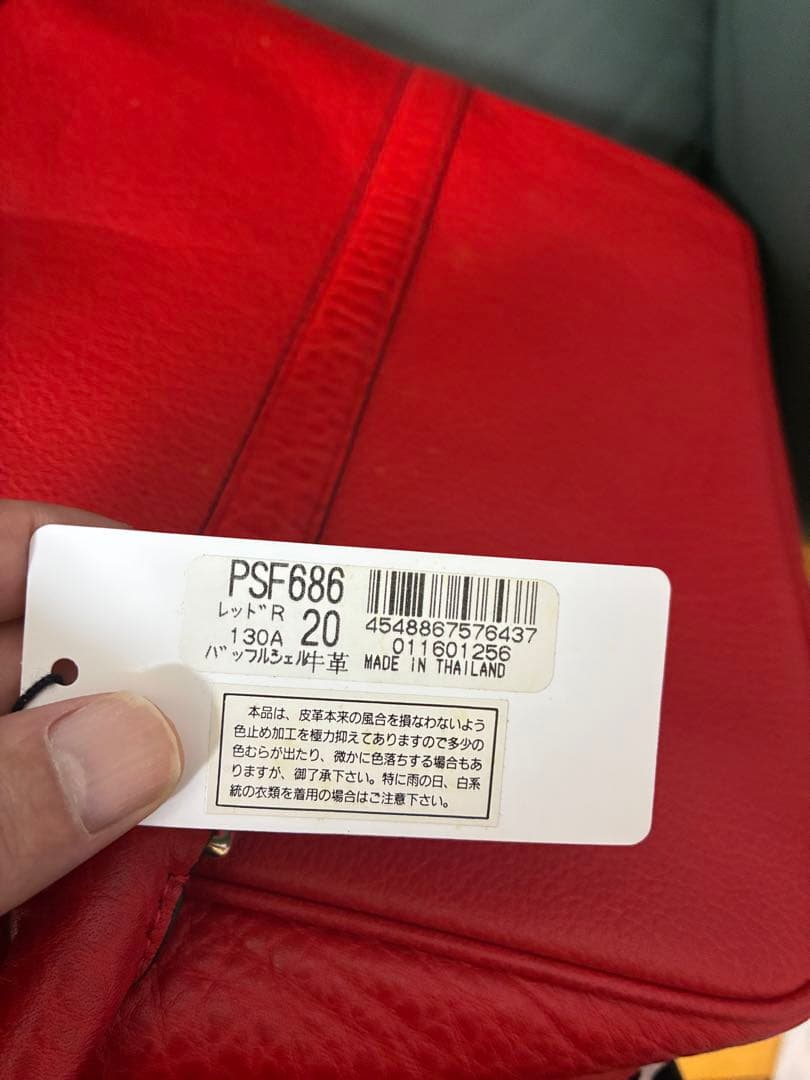 PSF686
レッド R 20
130A
バッフルシェル牛革
4548867576437
011601256
MADE IN THAILAND
本品は、皮革本来の風合を損なわないよう
色止め加工を極力抑えてありますので多少の
色むらが出たり、微かに色落ちする場合もあ
りますが、御了承下さい。特に雨の日、白系
統の衣類を着用の場合はご注意下さい。